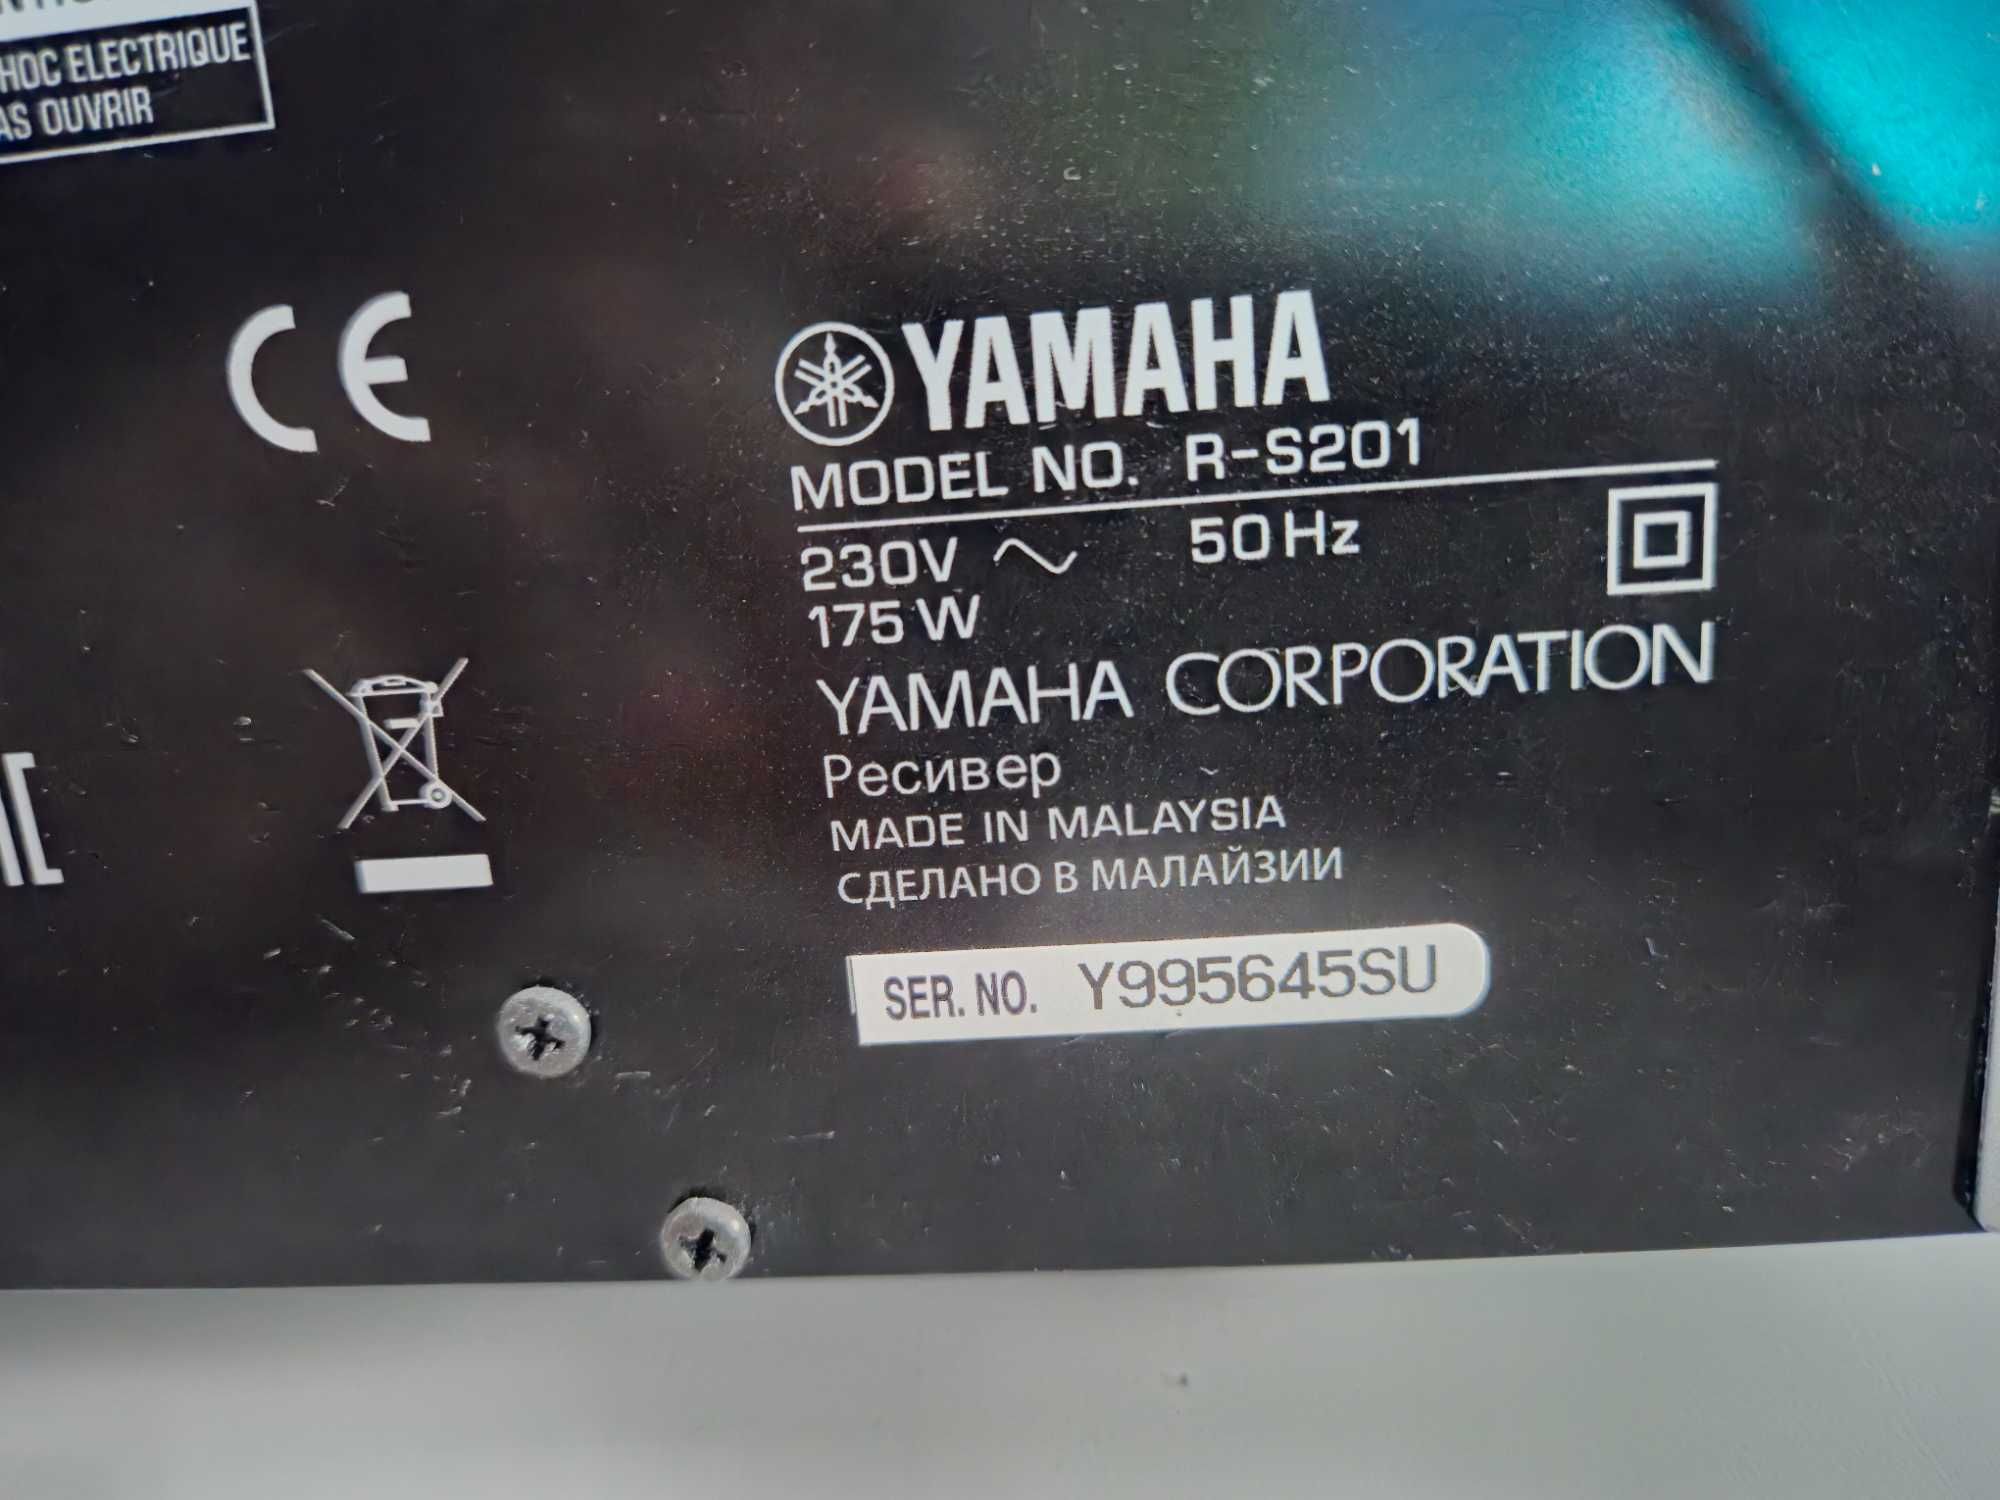 HOC ELECTRIQUE
AS OUVRIR
CE
YAMAHA
MODEL NO. R-S201
230V ~ 50Hz
175 W
YAMAHA CORPORATION
Ресивер
MADE IN MALAYSIA
СДЕЛАНО В МАЛАЙЗИИ
SER. NO. Y995645SU